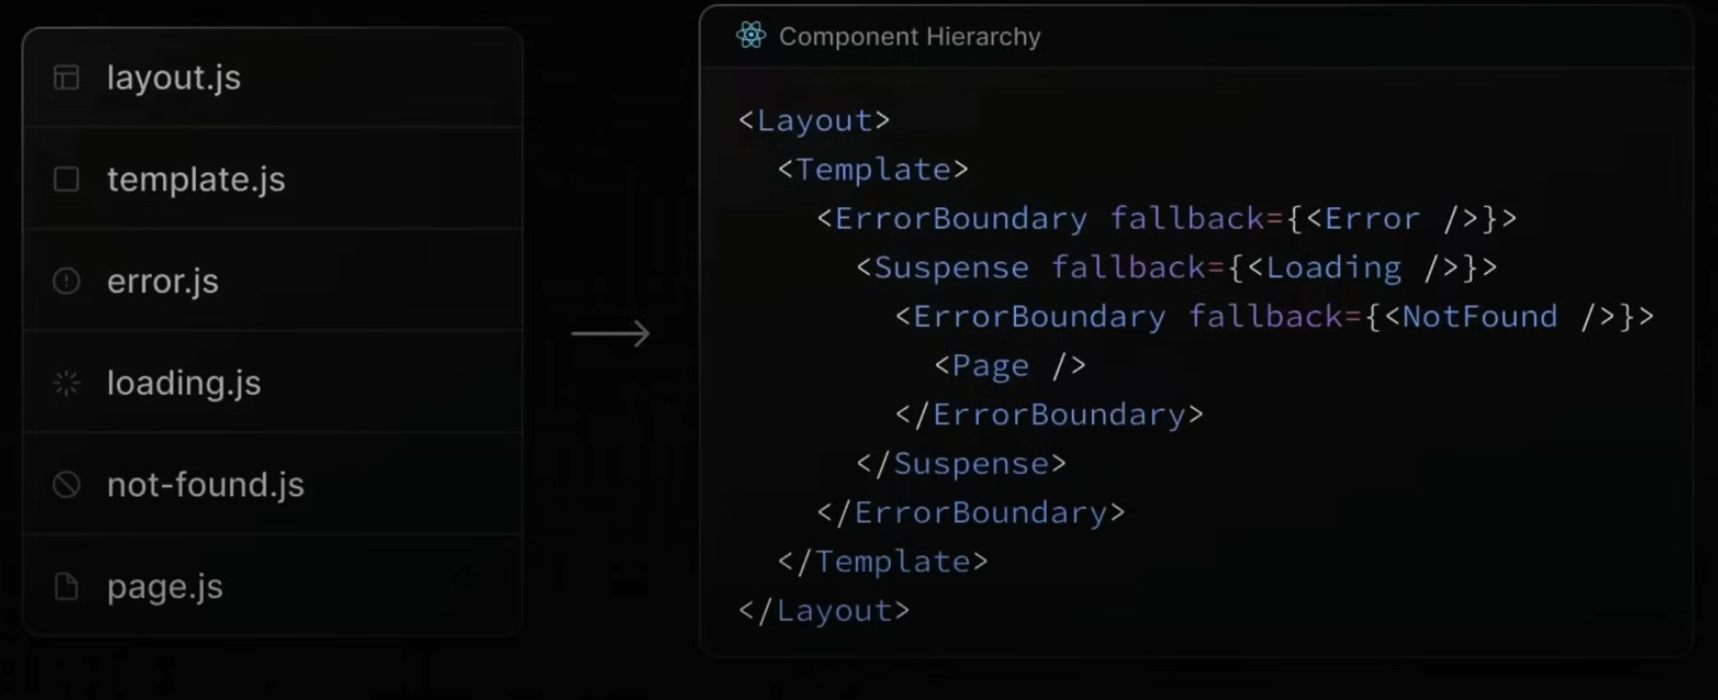 layout.js
template.js
error.js
loading.js
not-found.js
page.js
Component Hierarchy
<Layout>
<Template>
<ErrorBoundary fallback={<Error />}>
<Suspense fallback={<Loading />}>
<ErrorBoundary fallback={<NotFound />}>
<Page />
</ErrorBoundary>
</Suspense>
</ErrorBoundary>
</Template>
</Layout>